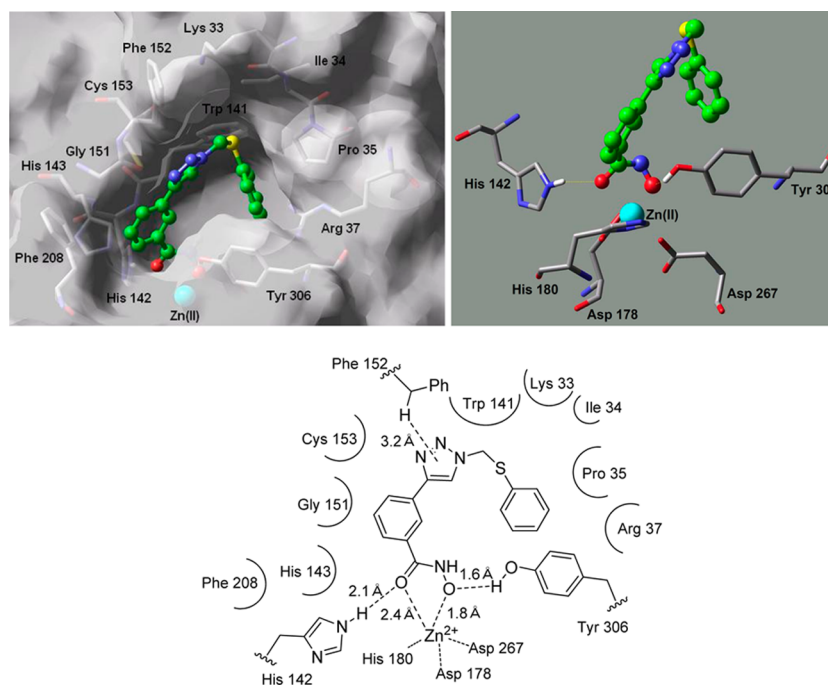 Lys 33
Phe 152
Ile 34
Cys 153
Trp 141
Gly 151
Pro 35
His 143
Arg 37
Phe 208
His 142
Tyr 306
Zn(II)
His 142
Tyr 30
Zn(II)
His 180
Asp 267
Asp 178
Phe 152
Ph
Lys 33
Trp 141
H
Ile 34
Cys 153
3.2 Å
N
N
N
S
Pro 35
Gly 151
Arg 37
His 143
NH
1.6 Å
O
Phe 208
2.1 Å
O
O
H
H
2.4 Å
1.8 Å
Tyr 306
N
Zn2+
N
His 180
Asp 267
His 142
Asp 178